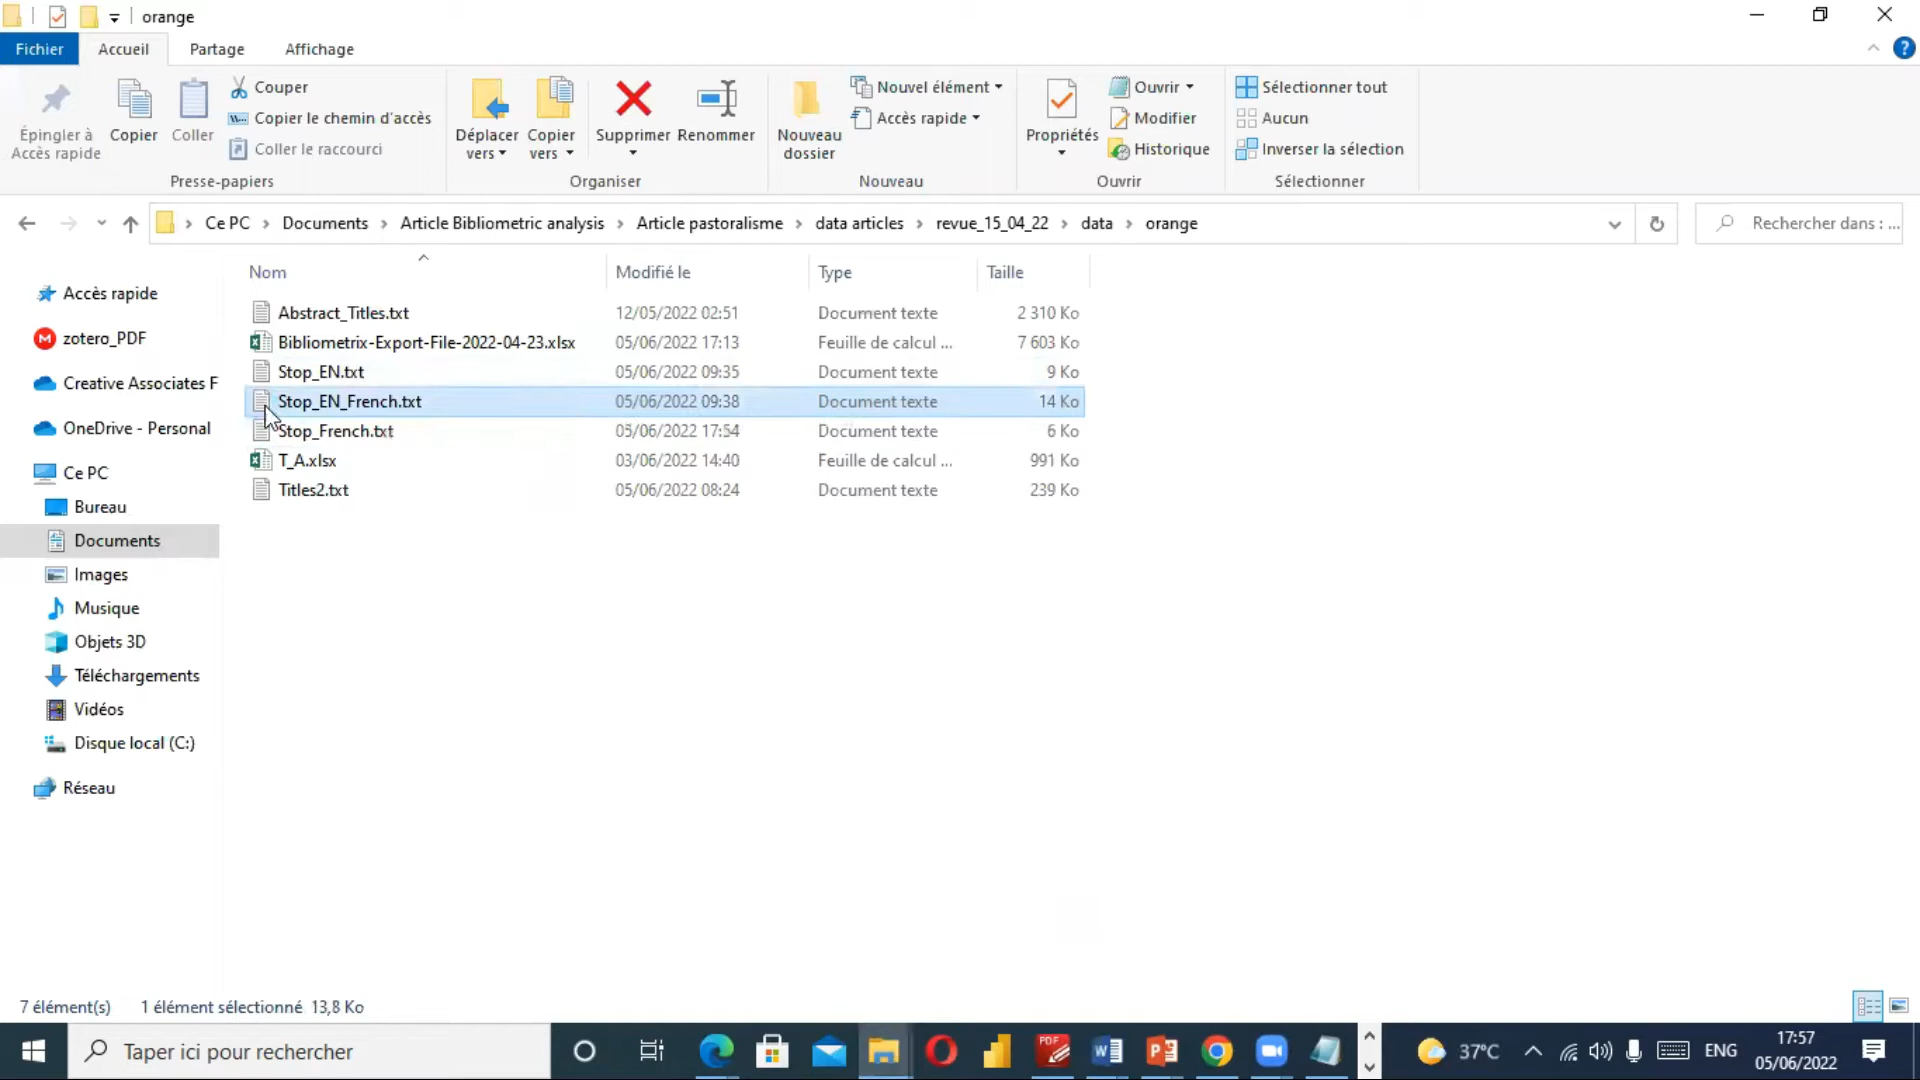 orange
Fichier Accueil Partage Affichage
Épingler à Accès rapide
Copier
Coller
Couper
Copier le chemin d'accès
Coller le raccourci
Presse-papiers
Déplacer vers
Copier vers
Supprimer
Renommer
Organiser
Nouveau dossier
Nouvel élément
Accès rapide
Nouveau
Propriétés
Ouvrir
Modifier
Historique
Ouvrir
Sélectionner tout
Aucun
Inverser la sélection
Sélectionner
Ce PC › Documents › Article Bibliometric analysis › Article pastoralisme › data articles › revue_15_04_22 › data › orange
Rechercher dans : ...
Accès rapide
zotero_PDF
Creative Associates F
OneDrive - Personal
Ce PC
Bureau
Documents
Images
Musique
Objets 3D
Téléchargements
Vidéos
Disque local (C:)
Réseau
Nom Modifié le Type Taille
Abstract_Titles.txt 12/05/2022 02:51 Document texte 2 310 Ko
Bibliometrix-Export-File-2022-04-23.xlsx 05/06/2022 17:13 Feuille de calcul ... 7 603 Ko
Stop_EN.txt 05/06/2022 09:35 Document texte 9 Ko
Stop_EN_French.txt 05/06/2022 09:38 Document texte 14 Ko
Stop_French.txt 05/06/2022 17:54 Document texte 6 Ko
T_A.xlsx 03/06/2022 14:40 Feuille de calcul ... 991 Ko
Titles2.txt 05/06/2022 08:24 Document texte 239 Ko
7 élément(s) 1 élément sélectionné 13,8 Ko
Taper ici pour rechercher
37°C
ENG
17:57
05/06/2022